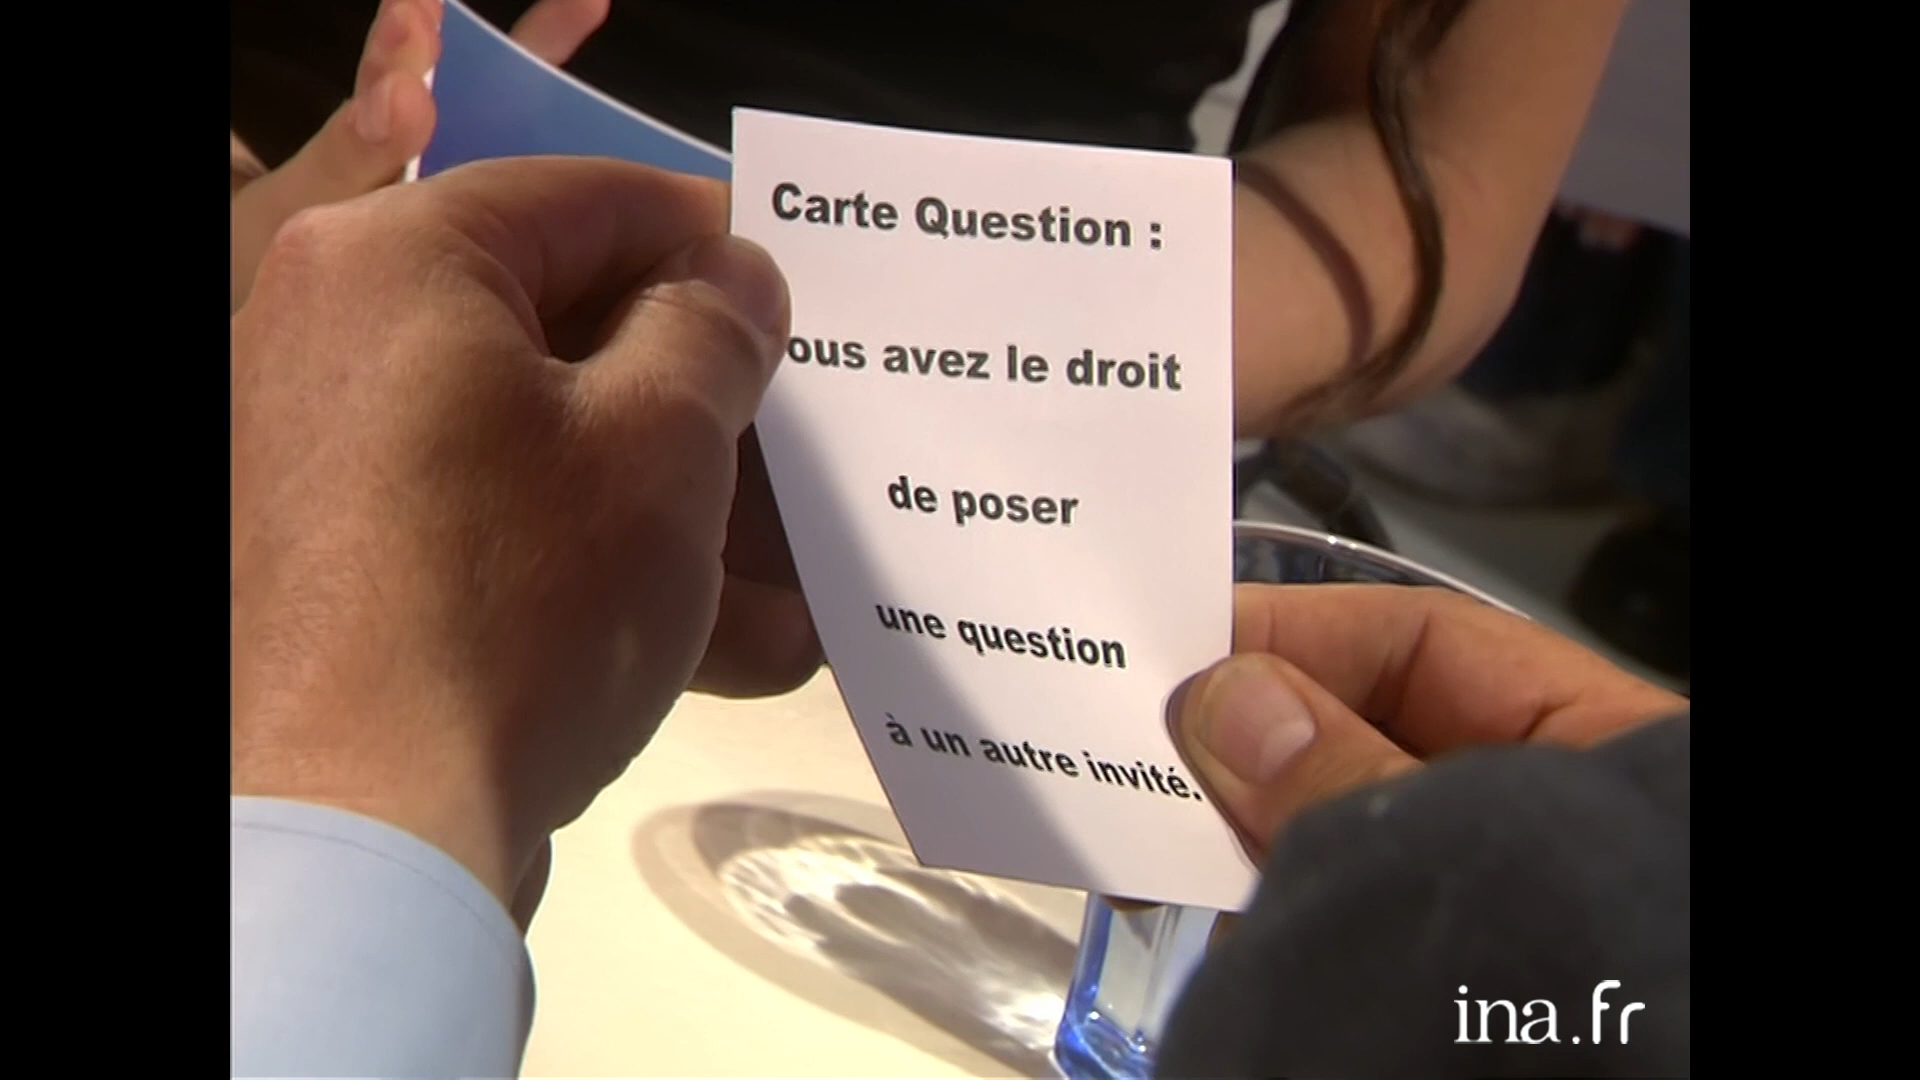 Carte Question :
ous avez le droit
de poser
une question
à un autre invité.
ina.fr